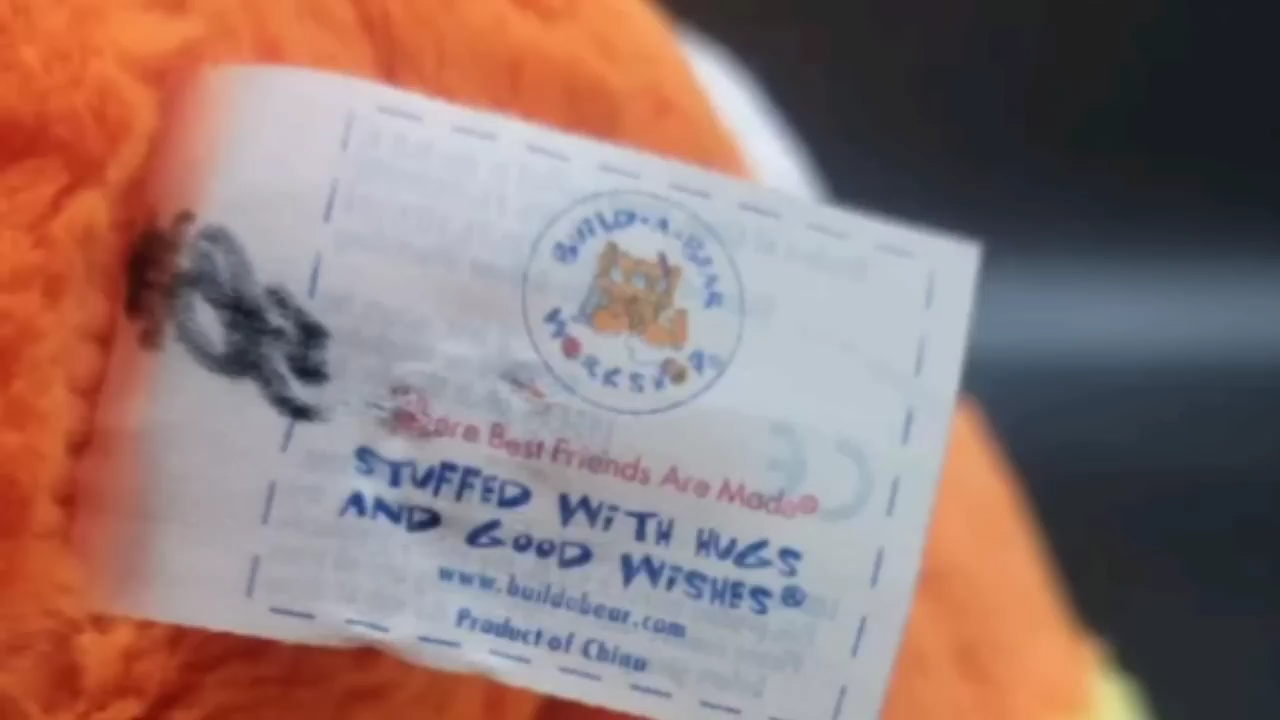 BUILD-A-BEAR
WORKSHOP
Where Best Friends Are Made®
STUFFED WITH HUGS
AND GOOD WISHES®
www.buildabear.com
Product of China
CE